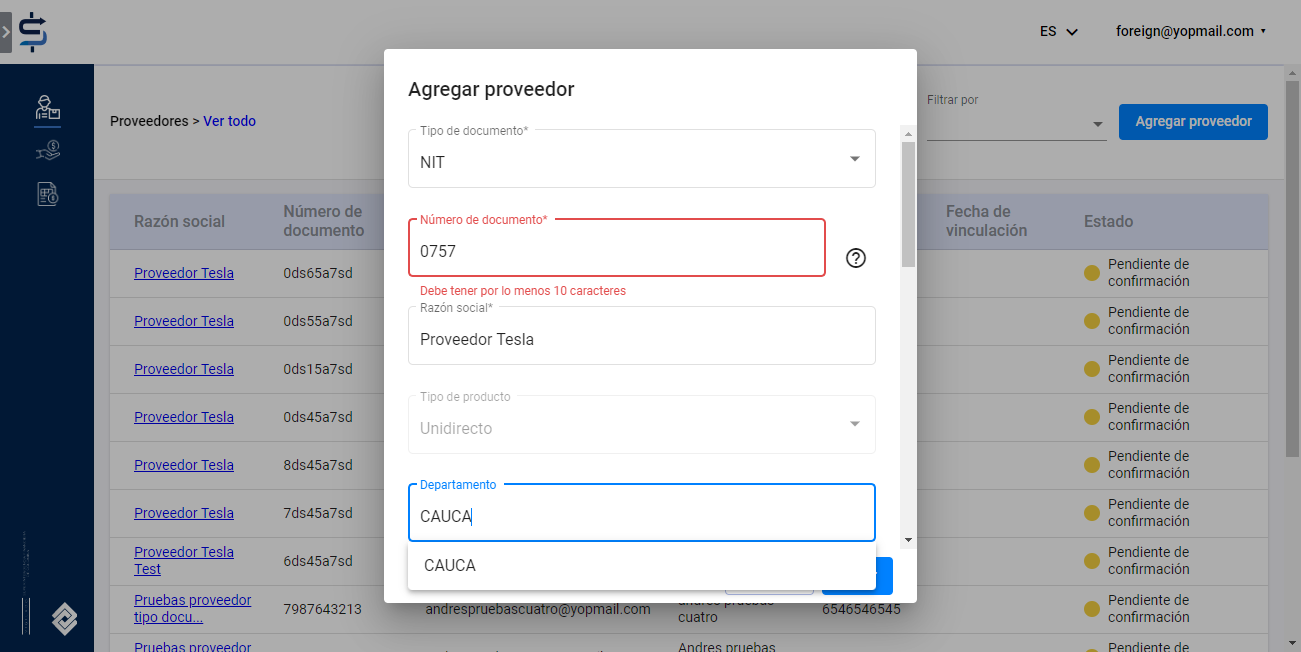 ES
foreign@yopmail.com
Proveedores > Ver todo
Filtrar por
Agregar proveedor
Agregar proveedor
Tipo de documento*
NIT
Número de documento*
0757
Debe tener por lo menos 10 caracteres
Razón social*
Proveedor Tesla
Tipo de producto
Unidirecto
Departamento
CAUCA
CAUCA
Razón social
Número de
documento
Fecha de
vinculación
Estado
Proveedor Tesla
0ds65a7sd
Pendiente de
confirmación
Proveedor Tesla
0ds55a7sd
Pendiente de
confirmación
Proveedor Tesla
0ds15a7sd
Pendiente de
confirmación
Proveedor Tesla
0ds45a7sd
Pendiente de
confirmación
Proveedor Tesla
8ds45a7sd
Pendiente de
confirmación
Proveedor Tesla
7ds45a7sd
Pendiente de
confirmación
Proveedor Tesla
Test
6ds45a7sd
Pendiente de
confirmación
Pruebas proveedor
tipo docu...
7987643213
andrespruebascuatro@yopmail.com
andres pruebas
cuatro
6546546545
Pendiente de
confirmación
Pruebas proveedor
Andres pruebas
Pendiente de